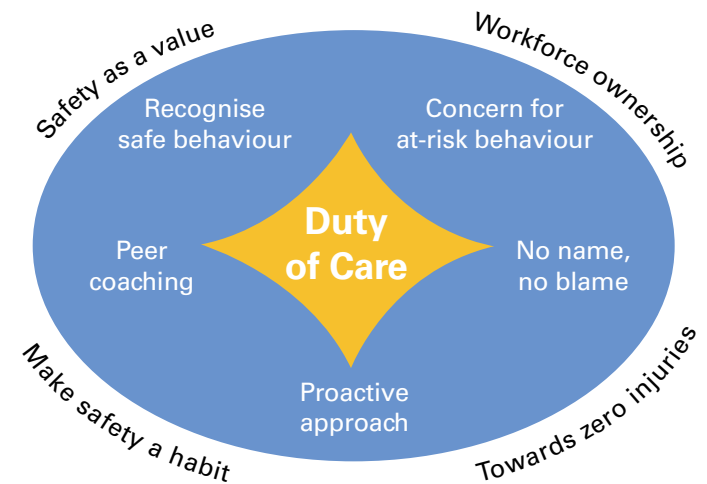 Safety as a value
Workforce ownership
Recognise
safe behaviour
Concern for
at-risk behaviour
Duty
of Care
Peer
coaching
No name,
no blame
Proactive
approach
Make safety a habit
Towards zero injuries